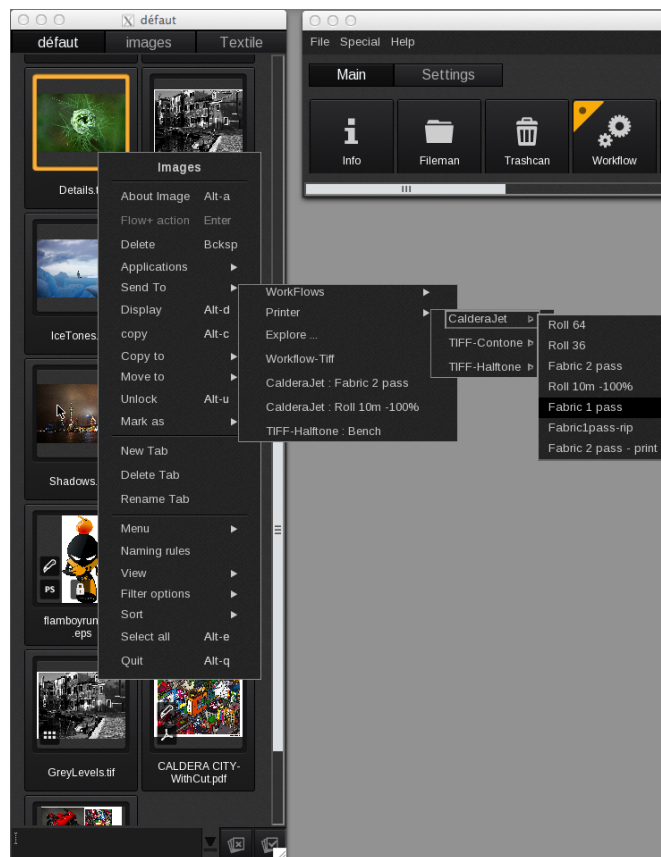 défaut
défaut images Textile
Details.t
IceTones.
Shadows.
PS
flamboyrun
.eps
GreyLevels.tif
CALDERA CITY-
WithCut.pdf
Images
About Image Alt-a
Flow+ action Enter
Delete Bcksp
Applications
Send To
Display Alt-d
copy Alt-c
Copy to
Move to
Unlock Alt-u
Mark as
New Tab
Delete Tab
Rename Tab
Menu
Naming rules
View
Filter options
Sort
Select all Alt-e
Quit Alt-q
WorkFlows
Printer
Explore ...
Workflow-Tiff
CalderaJet : Fabric 2 pass
CalderaJet : Roll 10m -100%
TIFF-Halftone : Bench
CalderaJet
TIFF-Contone
TIFF-Halftone
Roll 64
Roll 36
Fabric 2 pass
Roll 10m -100%
Fabric 1 pass
Fabric1pass-rip
Fabric 2 pass - print
File Special Help
Main Settings
Info Fileman Trashcan Workflow